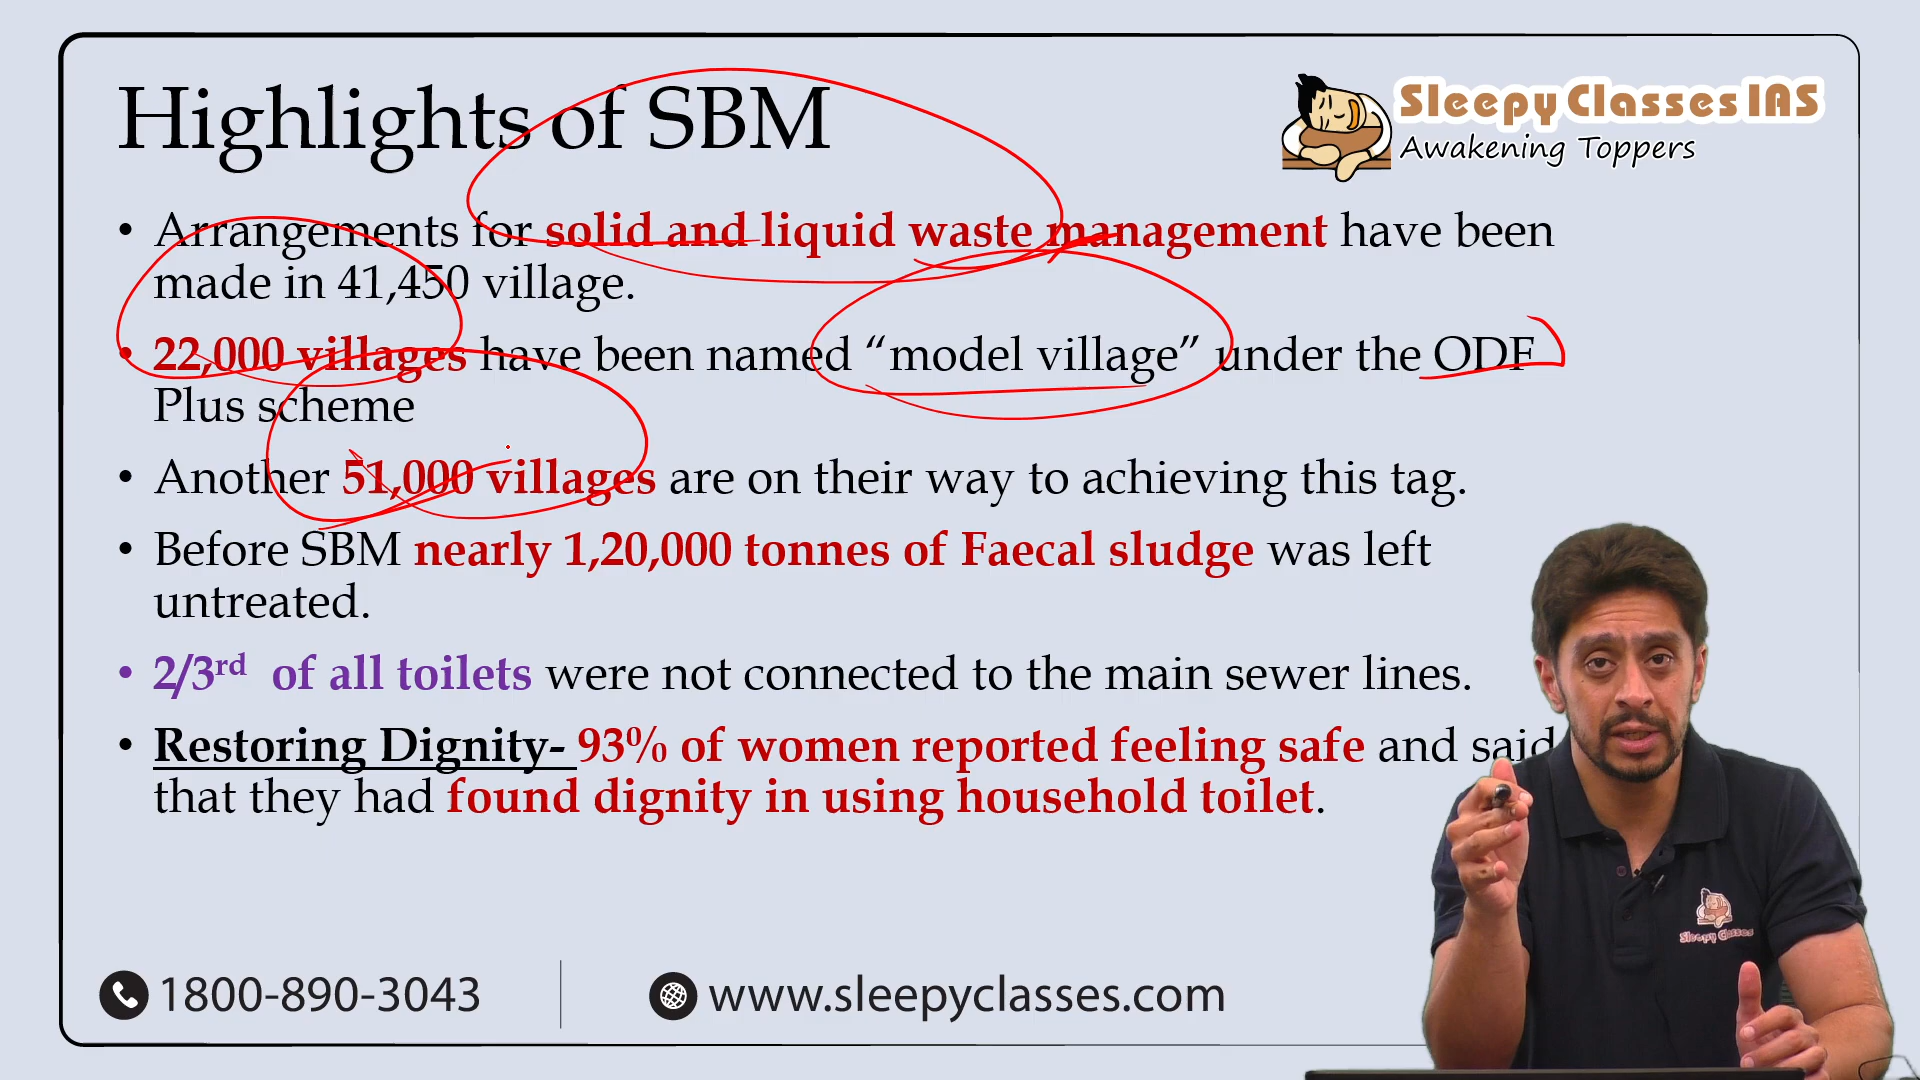 Highlights of SBM
Sleepy Classes IAS
Awakening Toppers
• Arrangements for solid and liquid waste management have been
made in 41,450 village.
• 22,000 villages have been named “model village” under the ODF
Plus scheme
• Another 51,000 villages are on their way to achieving this tag.
• Before SBM nearly 1,20,000 tonnes of Faecal sludge was left
untreated.
• 2/3rd of all toilets were not connected to the main sewer lines.
• Restoring Dignity- 93% of women reported feeling safe and said
that they had found dignity in using household toilet.
Sleepy Classes
1800-890-3043
www.sleepyclasses.com